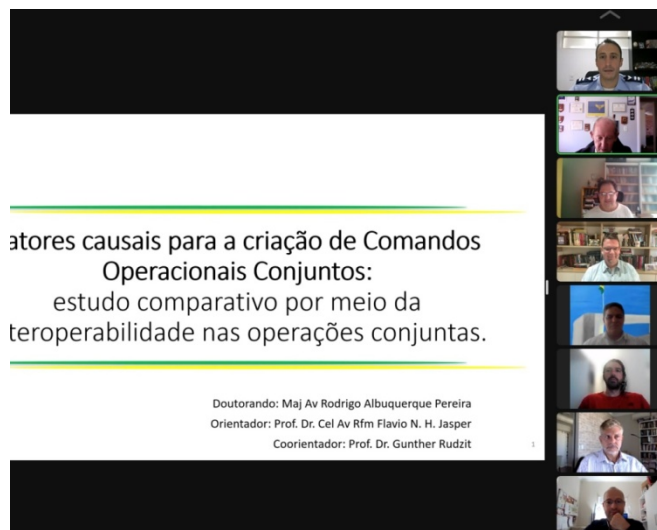 atores causais para a criação de Comandos
Operacionais Conjuntos:
estudo comparativo por meio da
teroperabilidade nas operações conjuntas.
Doutorando: Maj Av Rodrigo Albuquerque Pereira
Orientador: Prof. Dr. Cel Av Rfm Flavio N. H. Jasper
Coorientador: Prof. Dr. Gunther Rudzit
1